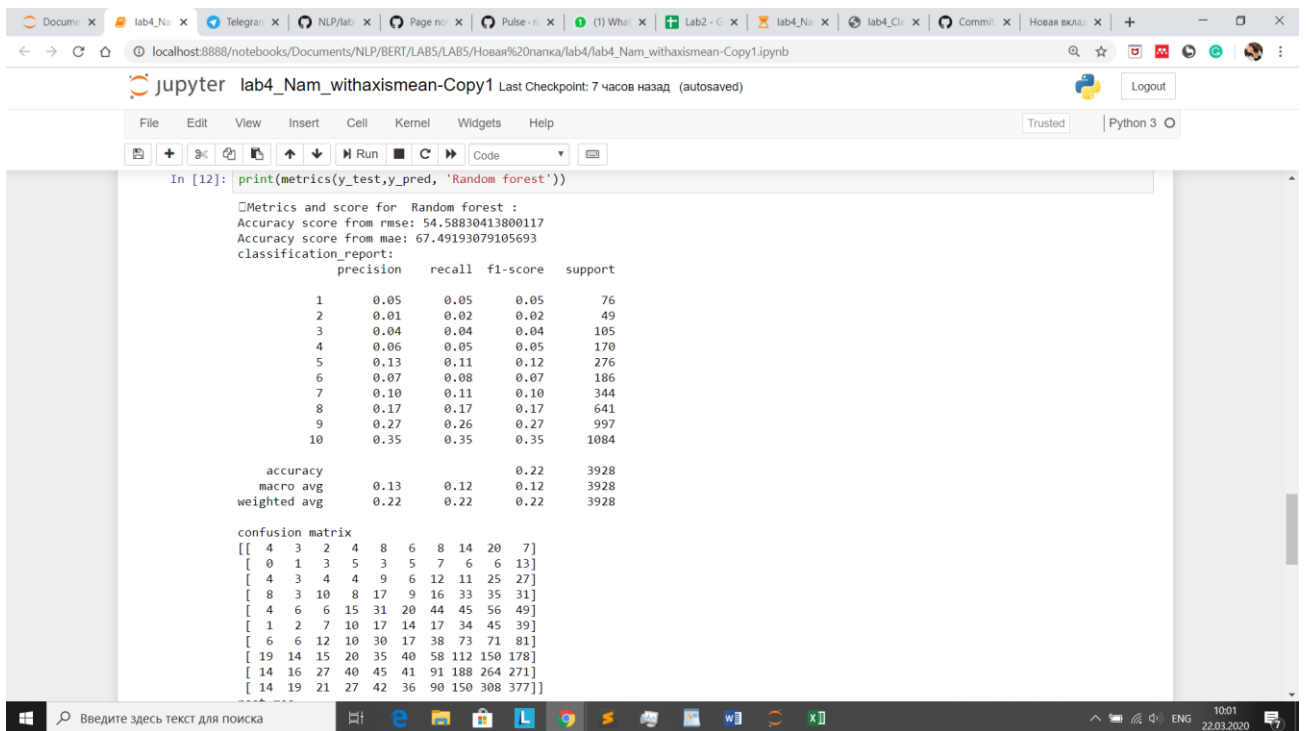 Docume lab4_Na Telegran NLP/lab Page no Pulse · n (1) What Lab2 - G lab4_Na lab4_Cla Commit Новая вклад
localhost:8888/notebooks/Documents/NLP/BERT/LAB5/LAB5/Новая%20папка/lab4/lab4_Nam_withaxismean-Copy1.ipynb
jupyter lab4_Nam_withaxismean-Copy1 Last Checkpoint: 7 часов назад (autosaved) Logout
File Edit View Insert Cell Kernel Widgets Help Trusted Python 3
Run Code
In [12]: print(metrics(y_test,y_pred, 'Random forest'))
Metrics and score for Random forest :
Accuracy score from rmse: 54.58830413800117
Accuracy score from mae: 67.49193079105693
classification_report:
precision recall f1-score support
1 0.05 0.05 0.05 76
2 0.01 0.02 0.02 49
3 0.04 0.04 0.04 105
4 0.06 0.05 0.05 170
5 0.13 0.11 0.12 276
6 0.07 0.08 0.07 186
7 0.10 0.11 0.10 344
8 0.17 0.17 0.17 641
9 0.27 0.26 0.27 997
10 0.35 0.35 0.35 1084
accuracy 0.22 3928
macro avg 0.13 0.12 0.12 3928
weighted avg 0.22 0.22 0.22 3928
confusion matrix
[[ 4 3 2 4 8 6 8 14 20 7]
[ 0 1 3 5 3 5 7 6 6 13]
[ 4 3 4 4 9 6 12 11 25 27]
[ 8 3 10 8 17 9 16 33 35 31]
[ 4 6 6 15 31 20 44 45 56 49]
[ 1 2 7 10 17 14 17 34 45 39]
[ 6 6 12 10 30 17 38 73 71 81]
[ 19 14 15 20 35 40 58 112 150 178]
[ 14 16 27 40 45 41 91 188 264 271]
[ 14 19 21 27 42 36 90 150 308 377]]
Введите здесь текст для поиска ENG 10:01
22.03.2020